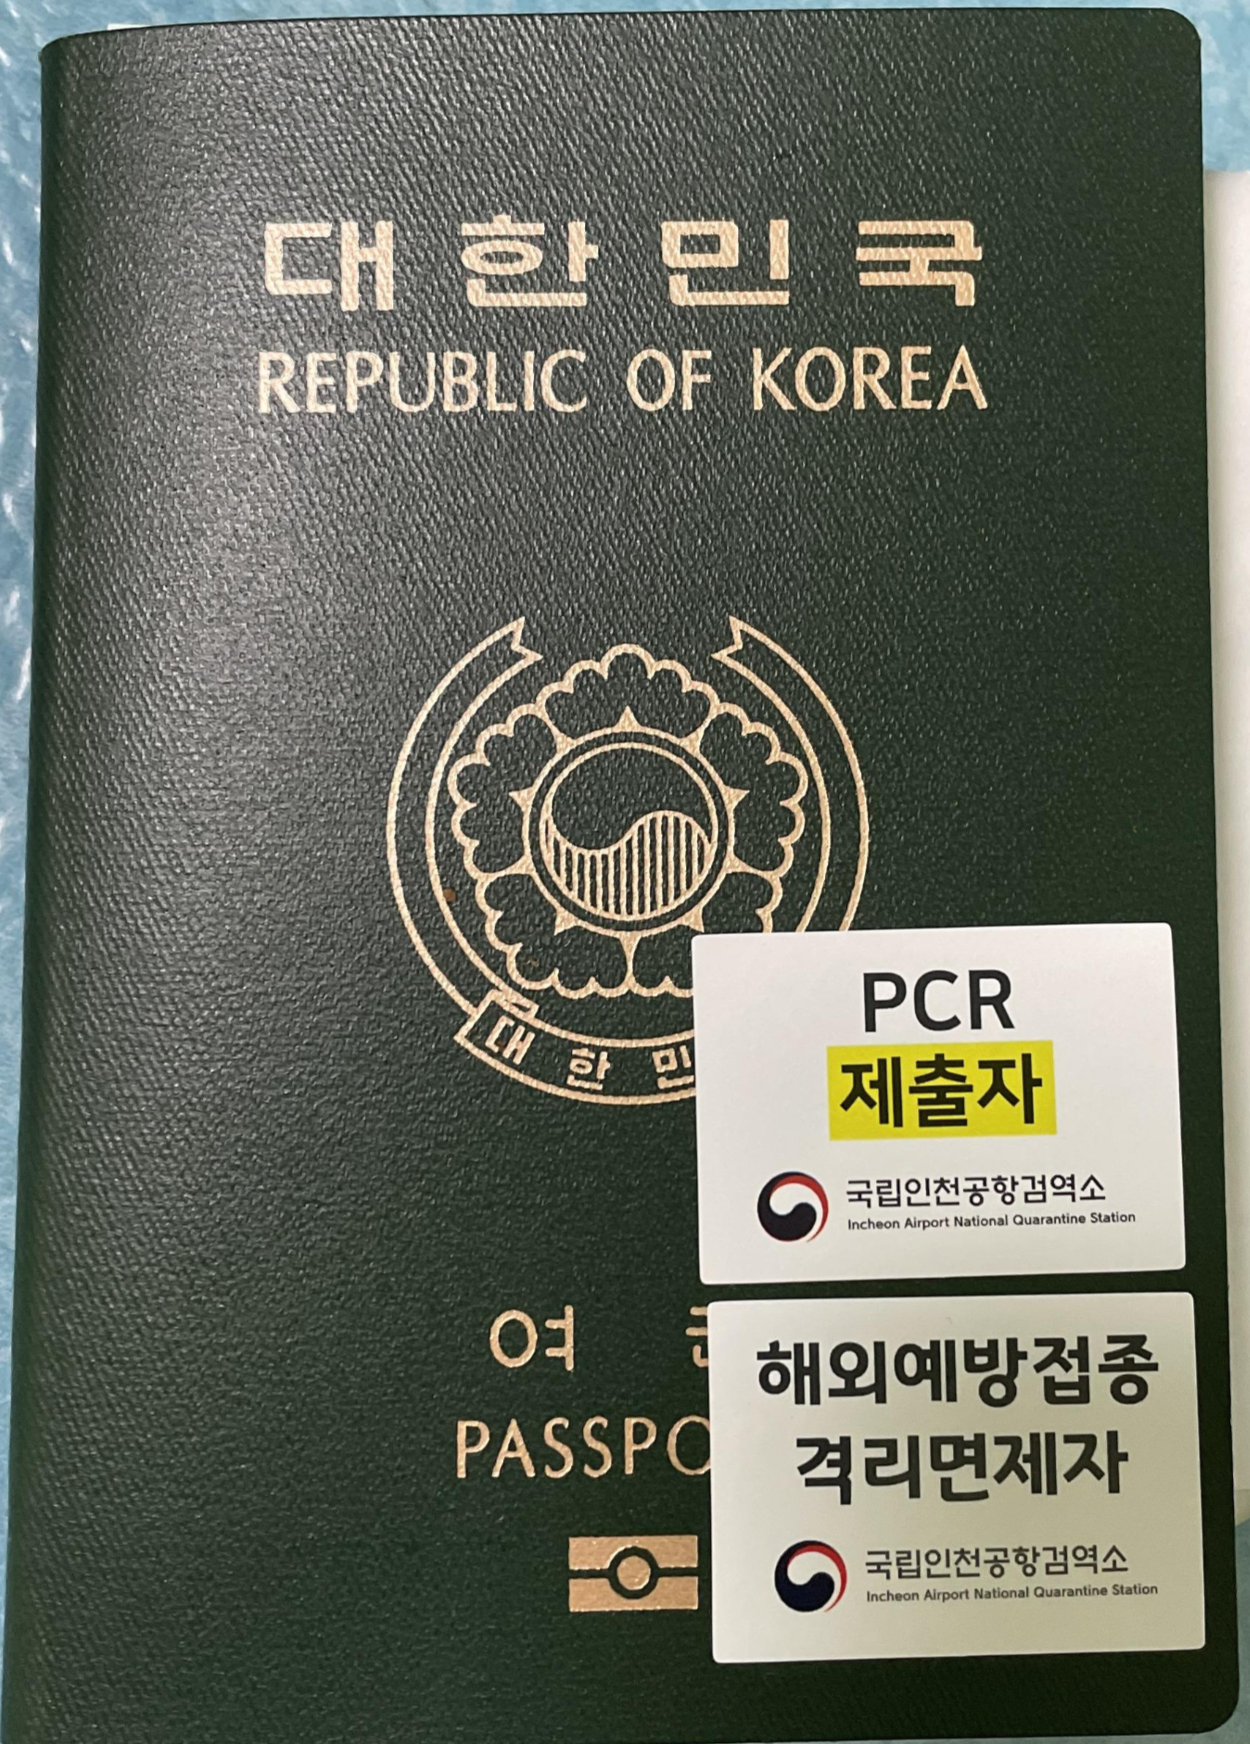 대한민국
REPUBLIC OF KOREA
대한민
PCR
제출자
국립인천공항검역소
Incheon Airport National Quarantine Station
여
PASSPO
해외예방접종
격리면제자
국립인천공항검역소
Incheon Airport National Quarantine Station